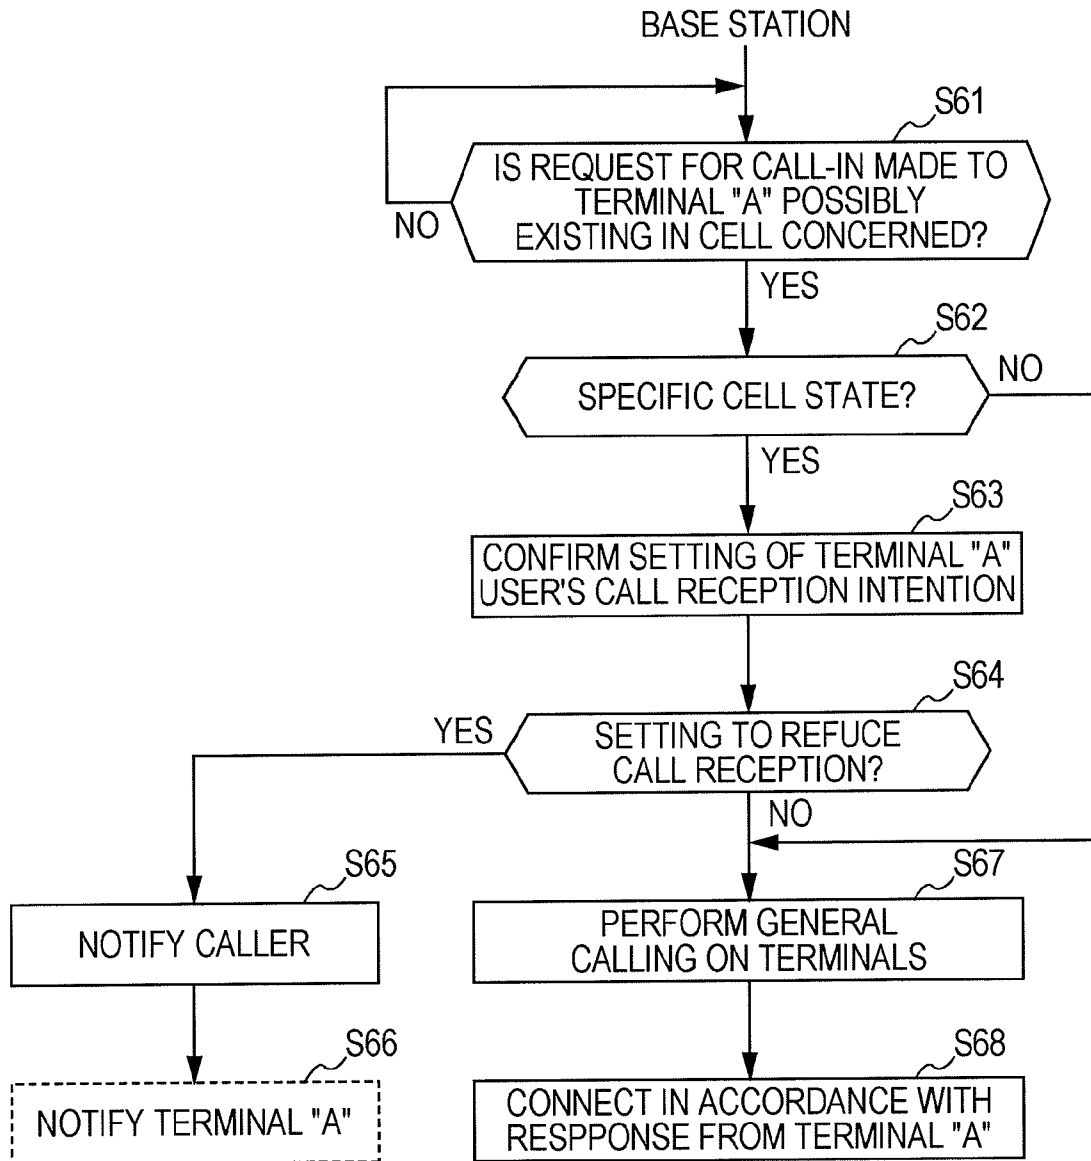 BASE STATION
S61
IS REQUEST FOR CALL-IN MADE TO
TERMINAL "A" POSSIBLY
EXISTING IN CELL CONCERNED?
NO
YES
S62
SPECIFIC CELL STATE?
NO
YES
S63
CONFIRM SETTING OF TERMINAL "A"
USER'S CALL RECEPTION INTENTION
S64
YES
SETTING TO REFUCE
CALL RECEPTION?
NO
S65
NOTIFY CALLER
S67
PERFORM GENERAL
CALLING ON TERMINALS
S66
NOTIFY TERMINAL "A"
S68
CONNECT IN ACCORDANCE WITH
RESPPONSE FROM TERMINAL "A"